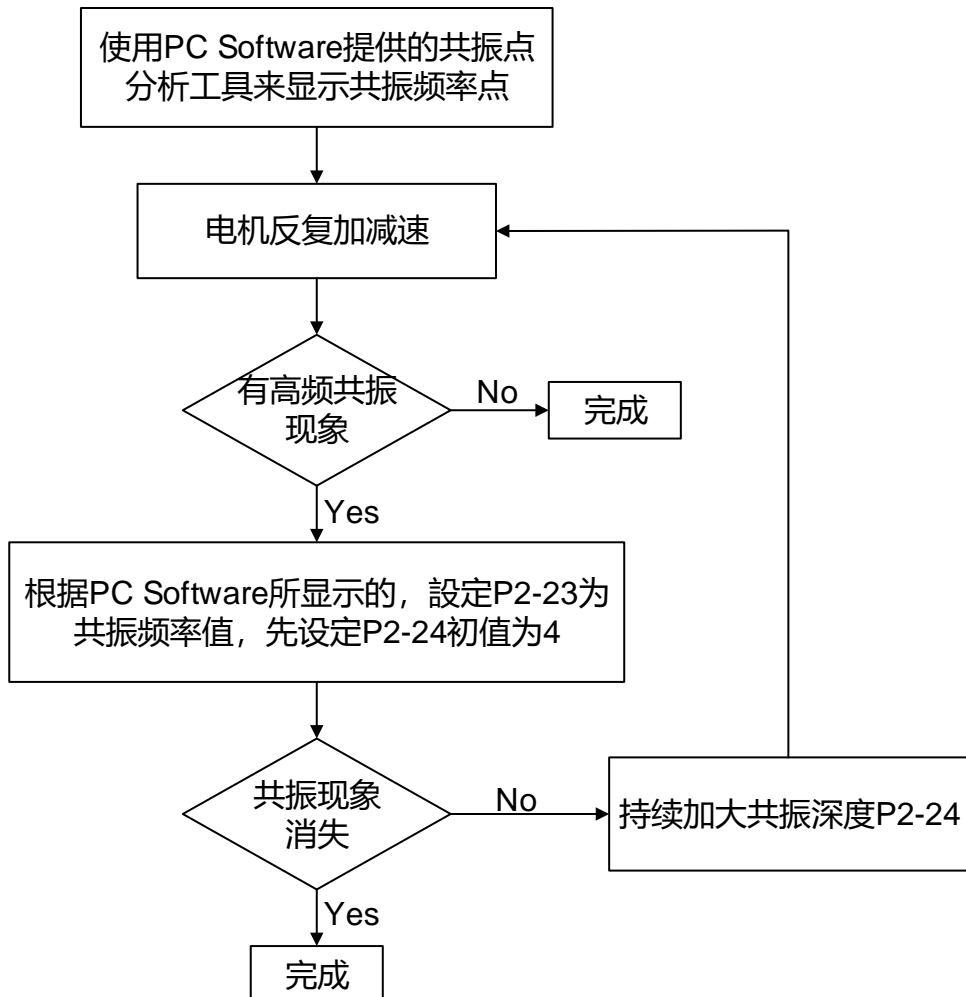 使用PC Software提供的共振点
分析工具来显示共振频率点
电机反复加减速
有高频共振
现象
No
完成
Yes
根据PC Software所显示的，設定P2-23为
共振频率值，先设定P2-24初值为4
共振现象
消失
No
持续加大共振深度P2-24
Yes
完成